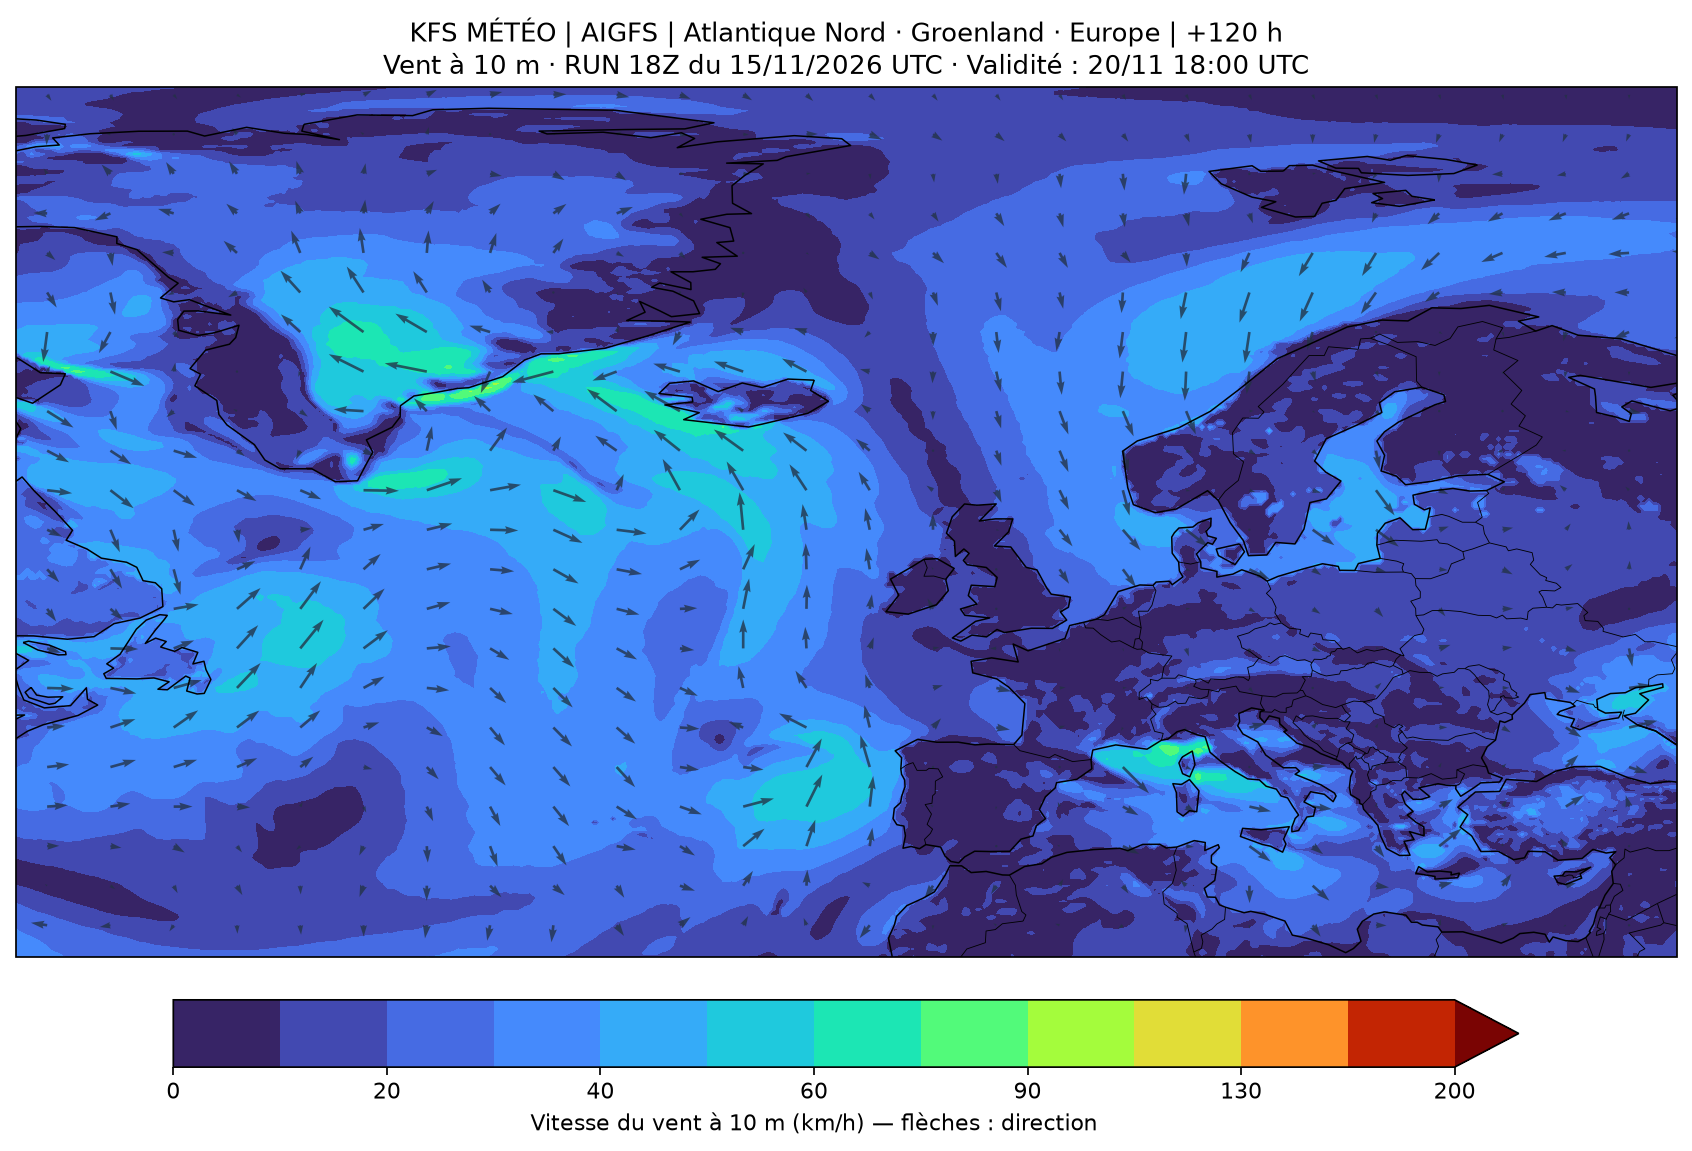 KFS MÉTÉO | AIGFS | Atlantique Nord · Groenland · Europe | +120 h
Vent à 10 m · RUN 18Z du 15/11/2026 UTC · Validité : 20/11 18:00 UTC
0 20 40 60 90 130 200
Vitesse du vent à 10 m (km/h) — flèches : direction